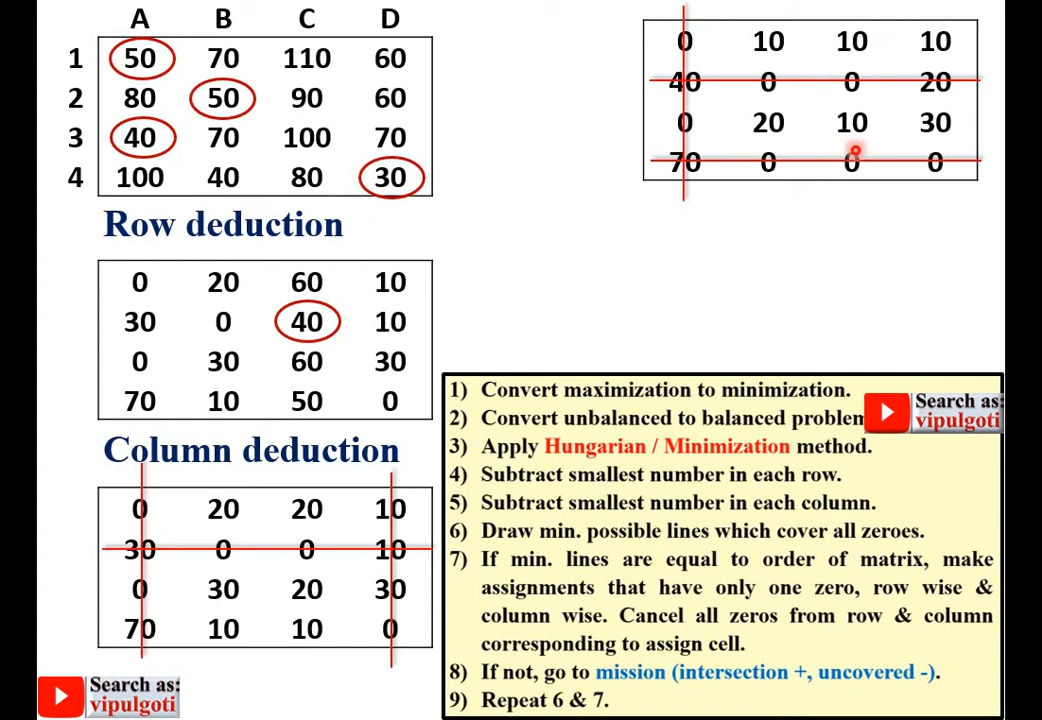 A B C D
1 50 70 110 60
2 80 50 90 60
3 40 70 100 70
4 100 40 80 30
Row deduction
0 20 60 10
30 0 40 10
0 30 60 30
70 10 50 0
Column deduction
0 20 20 10
30 0 0 10
0 30 20 30
70 10 10 0
Search as:
vipulgoti
0 10 10 10
40 0 0 20
0 20 10 30
70 0 0 0
1) Convert maximization to minimization.
2) Convert unbalanced to balanced problem
3) Apply Hungarian / Minimization method.
4) Subtract smallest number in each row.
5) Subtract smallest number in each column.
6) Draw min. possible lines which cover all zeroes.
7) If min. lines are equal to order of matrix, make
assignments that have only one zero, row wise &
column wise. Cancel all zeros from row & column
corresponding to assign cell.
8) If not, go to mission (intersection +, uncovered -).
9) Repeat 6 & 7.
Search as:
vipulgoti